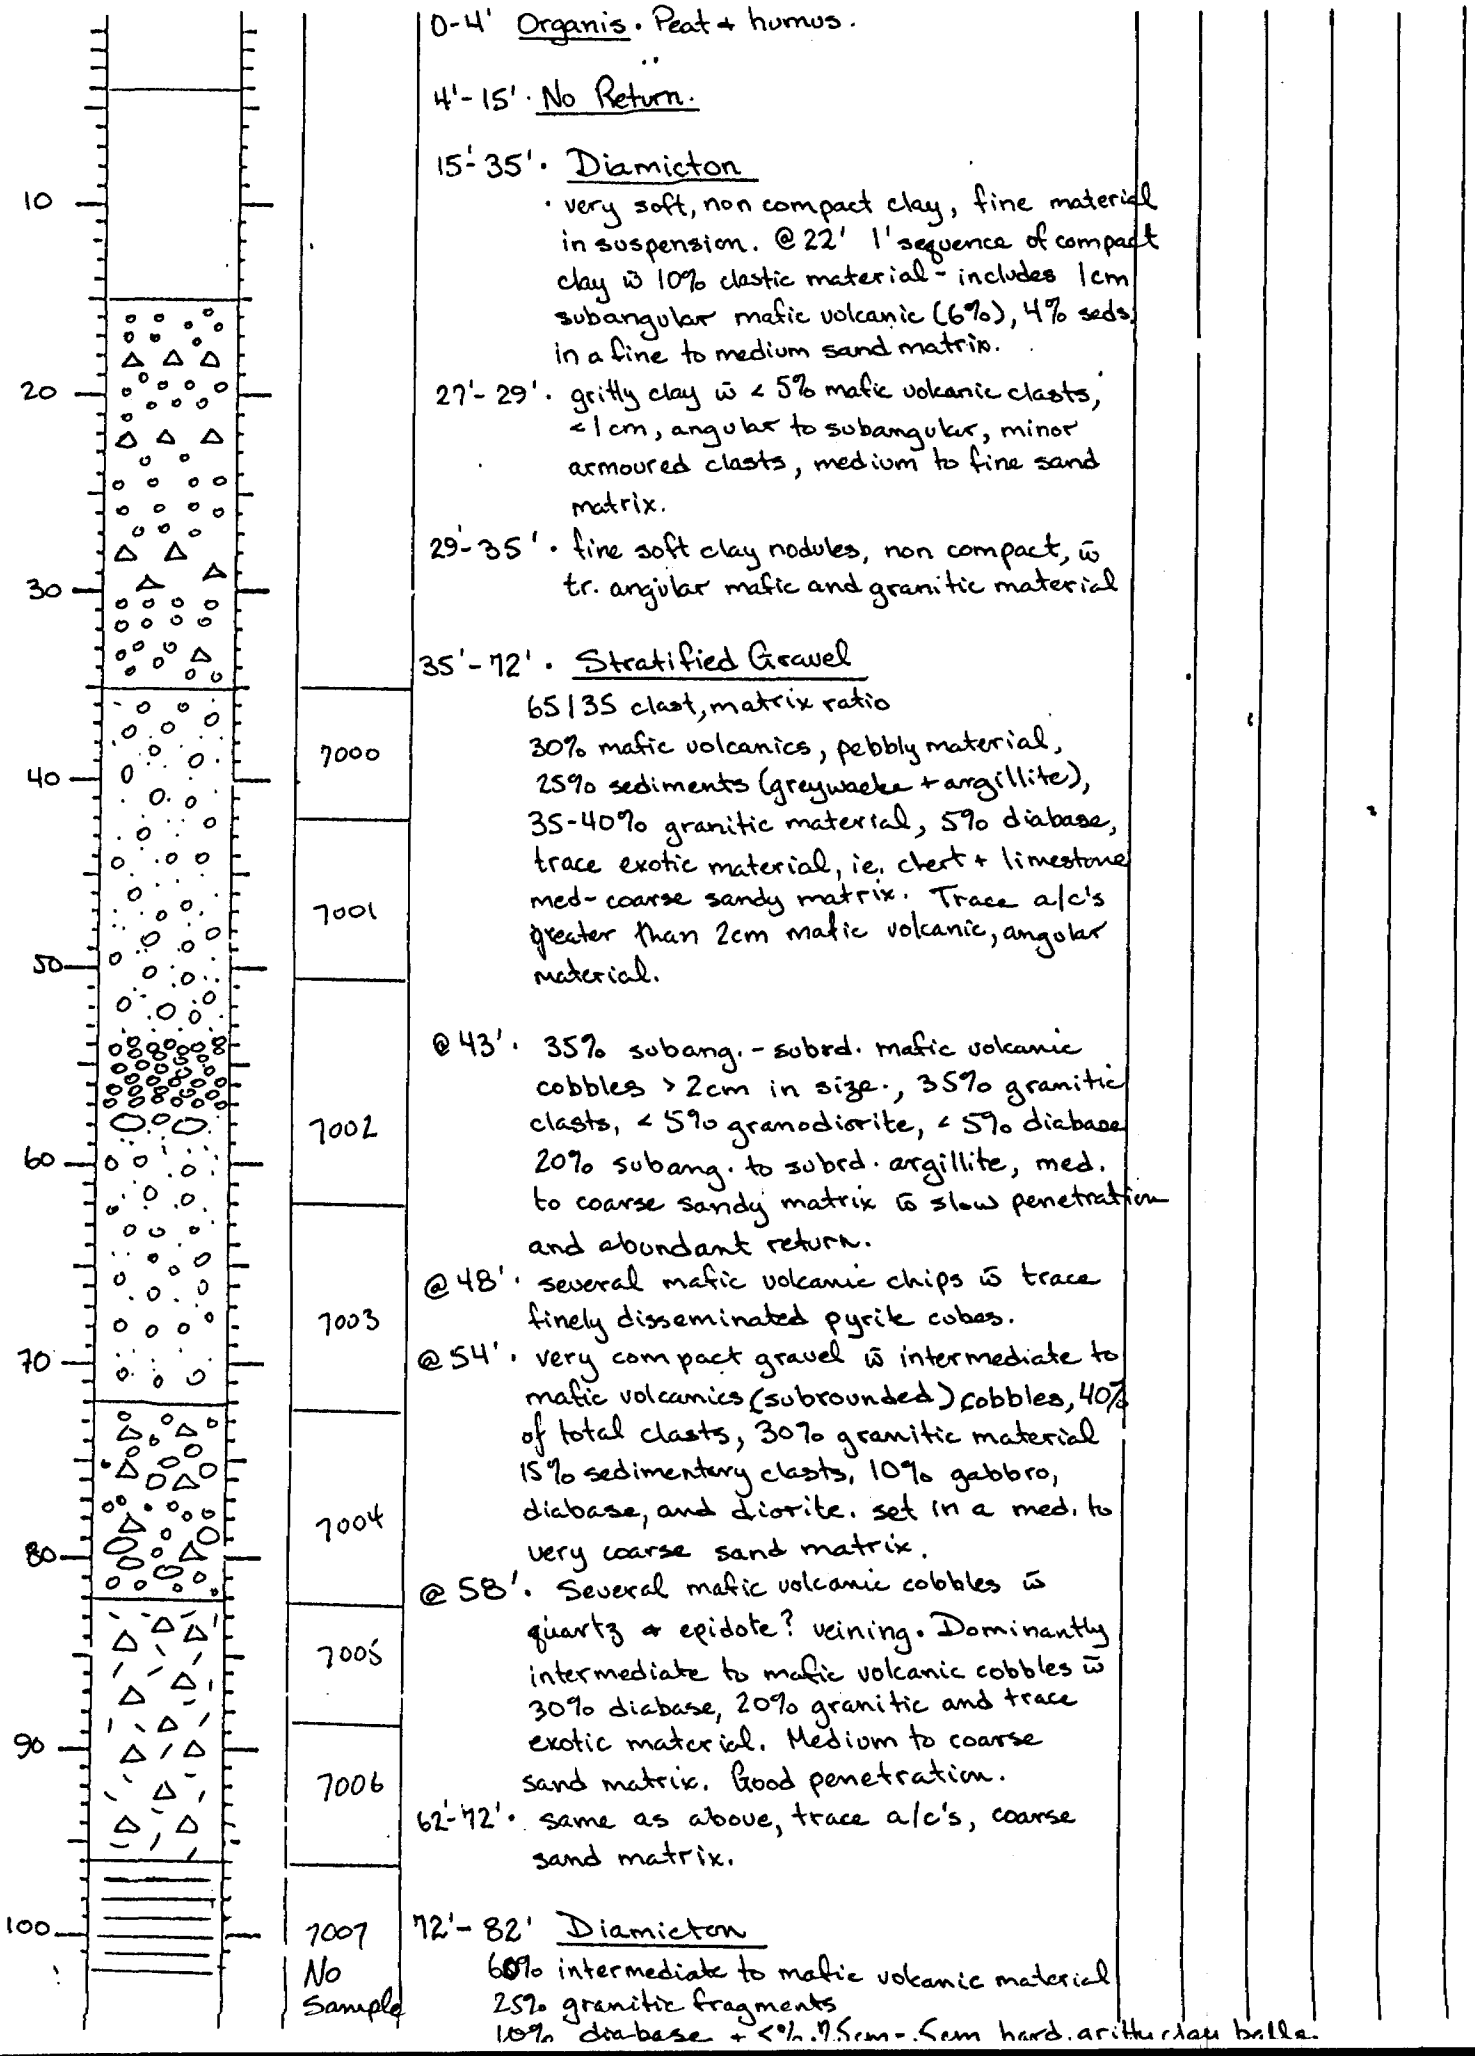 0-4' Organis. Peat + humus.
4'-15'. No Return.
15'-35'. Diamicton
10
· very soft, non compact clay, fine material
in suspension. @ 22' 1' sequence of compact
clay w̄ 10% clastic material - includes 1cm
subangular mafic volcanic (6%), 4% seds,
in a fine to medium sand matrix.
20
27'-29'. gritty clay w̄ < 5% mafic volcanic clasts,
<1cm, angular to subangular, minor
armoured clasts, medium to fine sand
matrix.
29'-35'. fine soft clay nodules, non compact, w̄
30
tr. angular mafic and granitic material
35'-72'. Stratified Gravel
65/35 clast, matrix ratio
7000
30% mafic volcanics, pebbly material,
40
25% sediments (greywacke + argillite),
35-40% granitic material, 5% diabase,
trace exotic material, ie. chert + limestone
7001
med-coarse sandy matrix. Trace a/c's
greater than 2cm mafic volcanic, angular
50
material.
@ 43'. 35% subang. - subrd. mafic volcanic
cobbles > 2cm in size., 35% granitic
7002
clasts, < 5% granodiorite, < 5% diabase
60
20% subang. to subrd. argillite, med.
to coarse sandy matrix w̄ slow penetration
and abundant return.
@ 48'. several mafic volcanic chips w̄ trace
7003
finely disseminated pyrite cubes.
70
@ 54'. very compact gravel w̄ intermediate to
mafic volcanics (subrounded) cobbles, 40%
of total clasts, 30% granitic material
15% sedimentary clasts, 10% gabbro,
7004
diabase, and diorite. set in a med. to
80
very coarse sand matrix.
@ 58'. Several mafic volcanic cobbles w̄
quartz + epidote? veining. Dominantly
7005
intermediate to mafic volcanic cobbles w̄
30% diabase, 20% granitic and trace
90
exotic material. Medium to coarse
7006
sand matrix. Good penetration.
62'-72'. same as above, trace a/c's, coarse
sand matrix.
100
7007
No
Sample
72'-82' Diamicton
60% intermediate to mafic volcanic material
25% granitic fragments
10% diabase + hard. gritty clay balls.